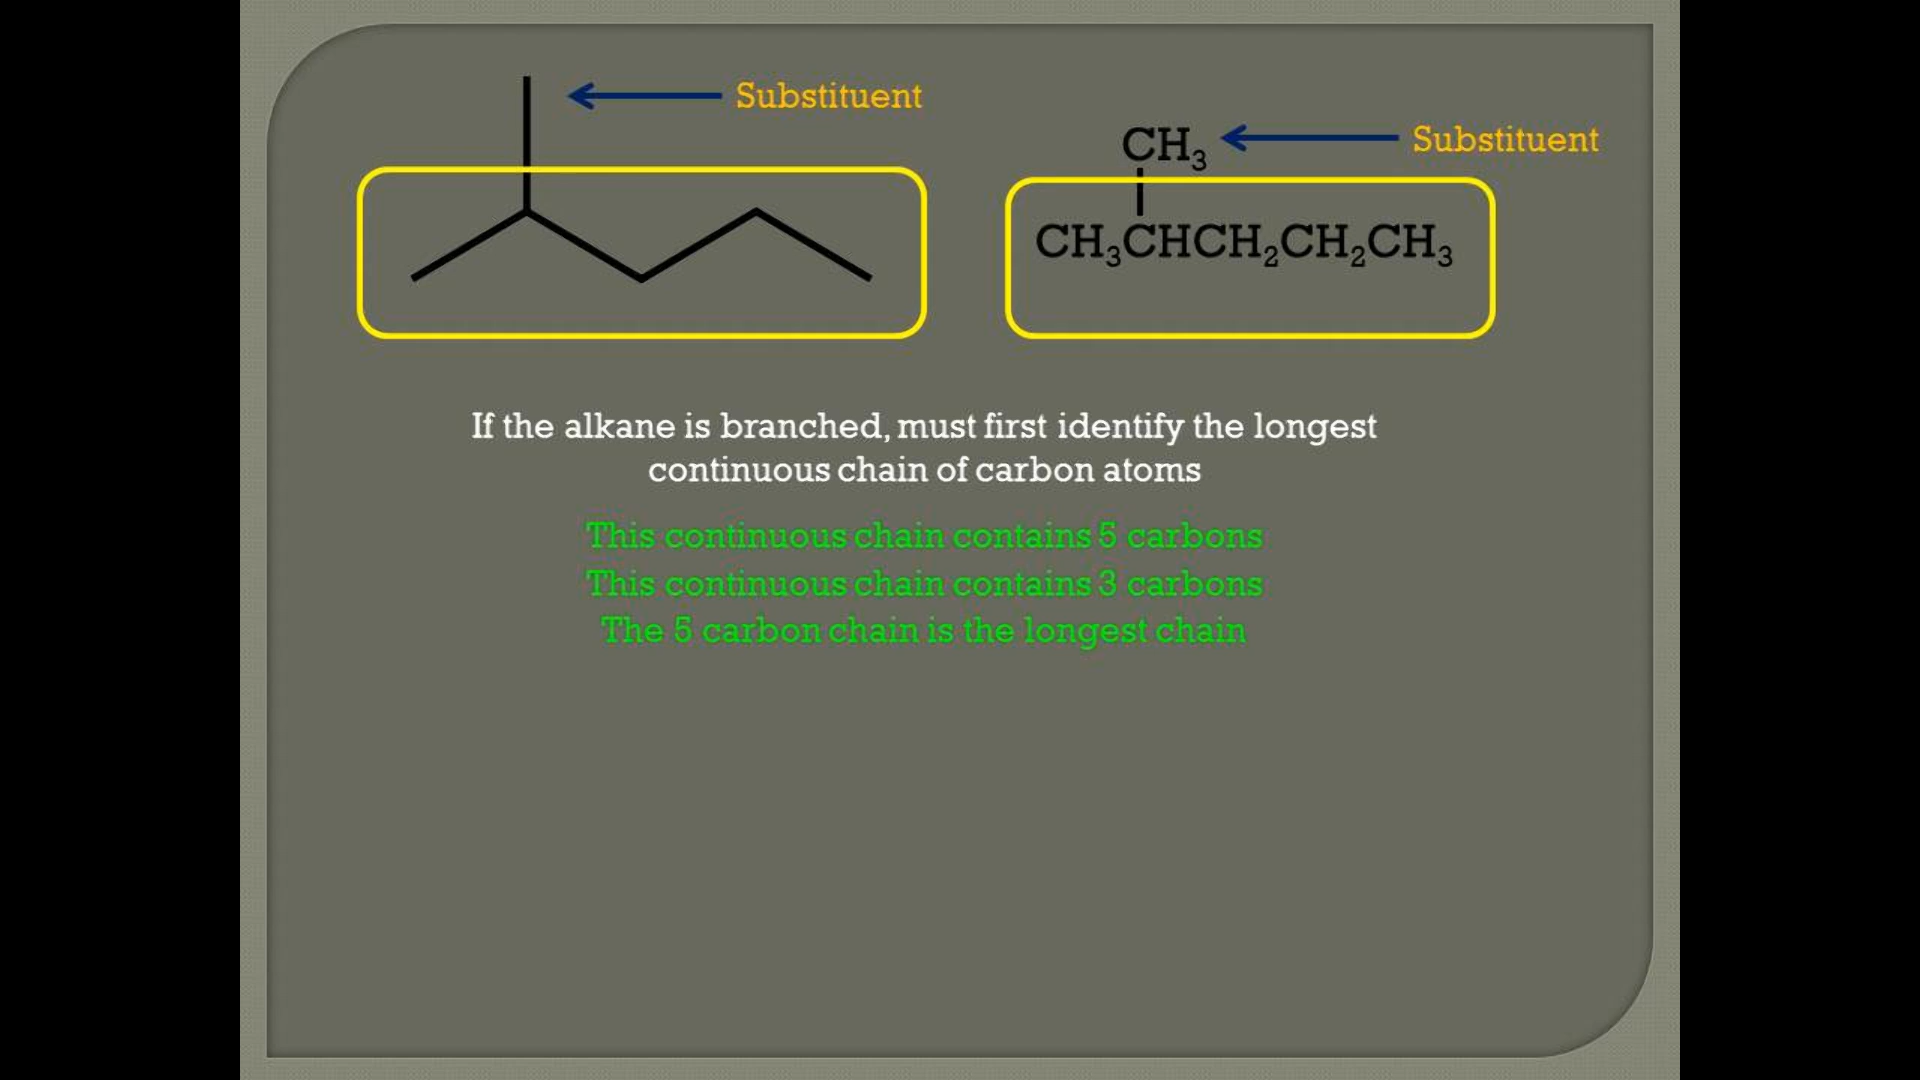 Substituent
CH₃
Substituent
CH₃CHCH₂CH₂CH₃
If the alkane is branched, must first identify the longest
continuous chain of carbon atoms
This continuous chain contains 5 carbons
This continuous chain contains 3 carbons
The 5 carbon chain is the longest chain